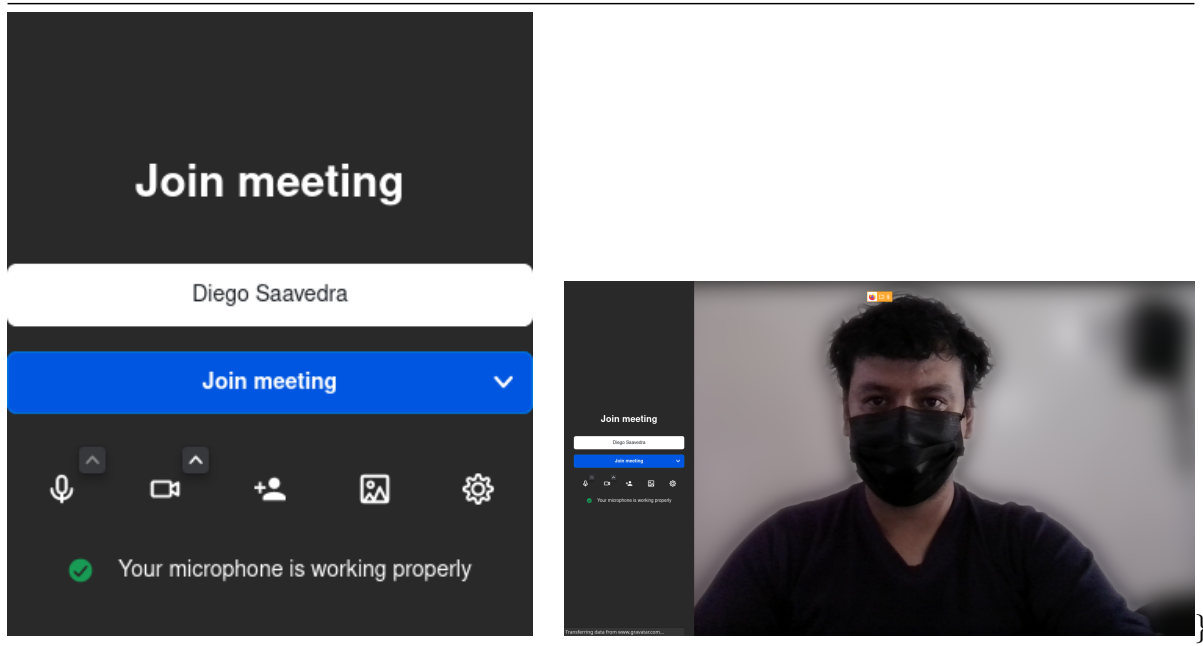 Join meeting
Diego Saavedra
Join meeting
Your microphone is working properly
Join meeting
Diego Saavedra
Join meeting
Your microphone is working properly
Transferring data from www.gravatar.com...
}